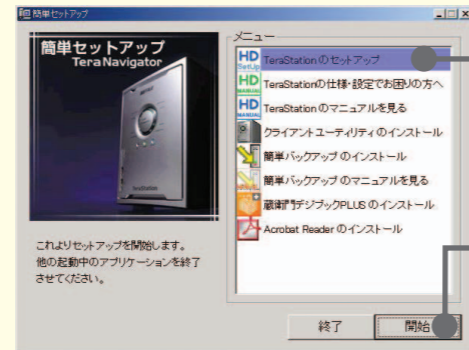 簡単セットアップ
簡単セットアップ
Tera Navigator
これよりセットアップを開始します。
他の起動中のアプリケーションを終了
させてください。
メニュー
TeraStation のセットアップ
TeraStationの仕様・設定でお困りの方へ
TeraStation のマニュアルを見る
クライアントユーティリティのインストール
簡単バックアップ のインストール
簡単バックアップ のマニュアルを見る
蔵衛門デジブックPLUS のインストール
Acrobat Reader のインストール
終了
開始